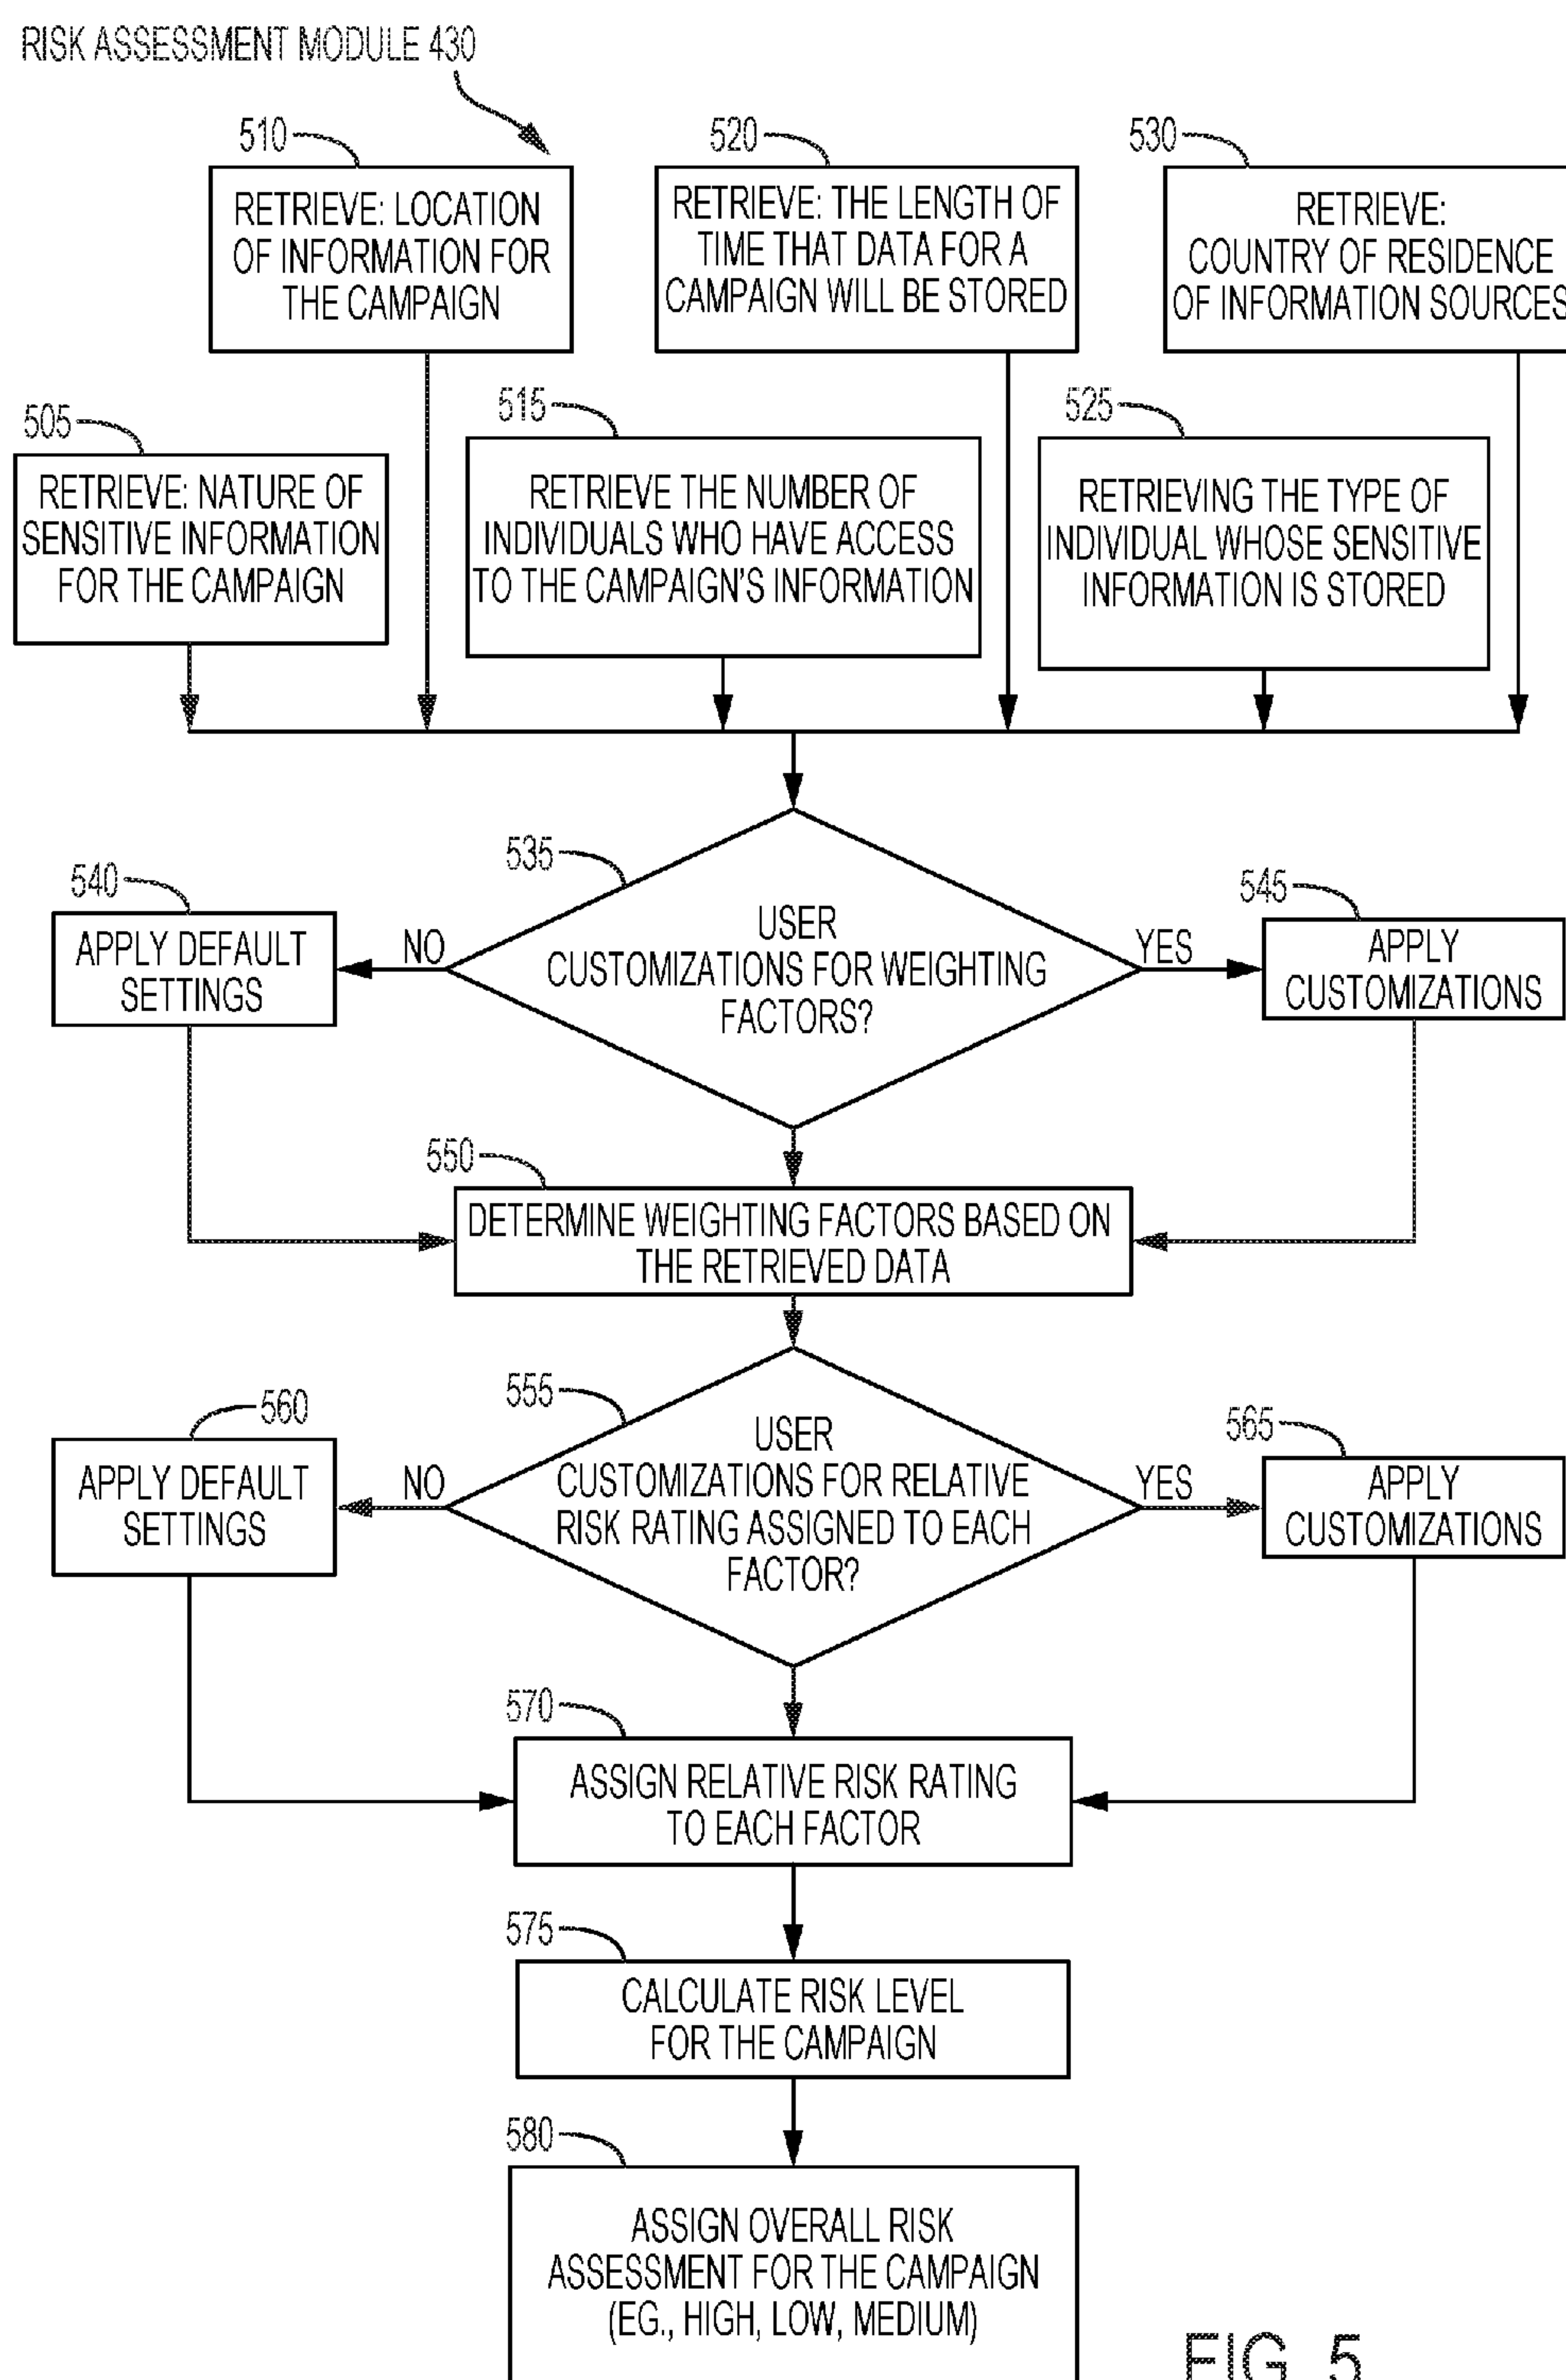 RISK ASSESSMENT MODULE 430
510
RETRIEVE: LOCATION
OF INFORMATION FOR
THE CAMPAIGN
520
RETRIEVE: THE LENGTH OF
TIME THAT DATA FOR A
CAMPAIGN WILL BE STORED
530
RETRIEVE:
COUNTRY OF RESIDENCE
OF INFORMATION SOURCES
505
RETRIEVE: NATURE OF
SENSITIVE INFORMATION
FOR THE CAMPAIGN
515
RETRIEVE THE NUMBER OF
INDIVIDUALS WHO HAVE ACCESS
TO THE CAMPAIGN'S INFORMATION
525
RETRIEVING THE TYPE OF
INDIVIDUAL WHOSE SENSITIVE
INFORMATION IS STORED
535
USER
CUSTOMIZATIONS FOR WEIGHTING
FACTORS?
NO
540
APPLY DEFAULT
SETTINGS
YES
545
APPLY
CUSTOMIZATIONS
550
DETERMINE WEIGHTING FACTORS BASED ON
THE RETRIEVED DATA
555
USER
CUSTOMIZATIONS FOR RELATIVE
RISK RATING ASSIGNED TO EACH
FACTOR?
NO
560
APPLY DEFAULT
SETTINGS
YES
565
APPLY
CUSTOMIZATIONS
570
ASSIGN RELATIVE RISK RATING
TO EACH FACTOR
575
CALCULATE RISK LEVEL
FOR THE CAMPAIGN
580
ASSIGN OVERALL RISK
ASSESSMENT FOR THE CAMPAIGN
(EG., HIGH, LOW, MEDIUM)
FIG. 5